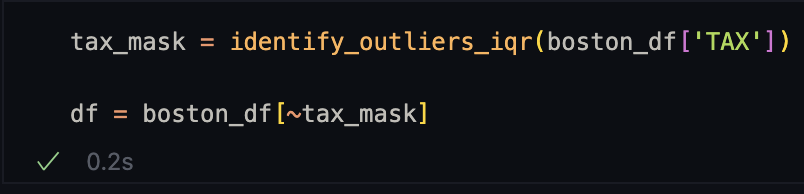 tax_mask = identify_outliers_iqr(boston_df['TAX'])
df = boston_df[~tax_mask]
0.2s